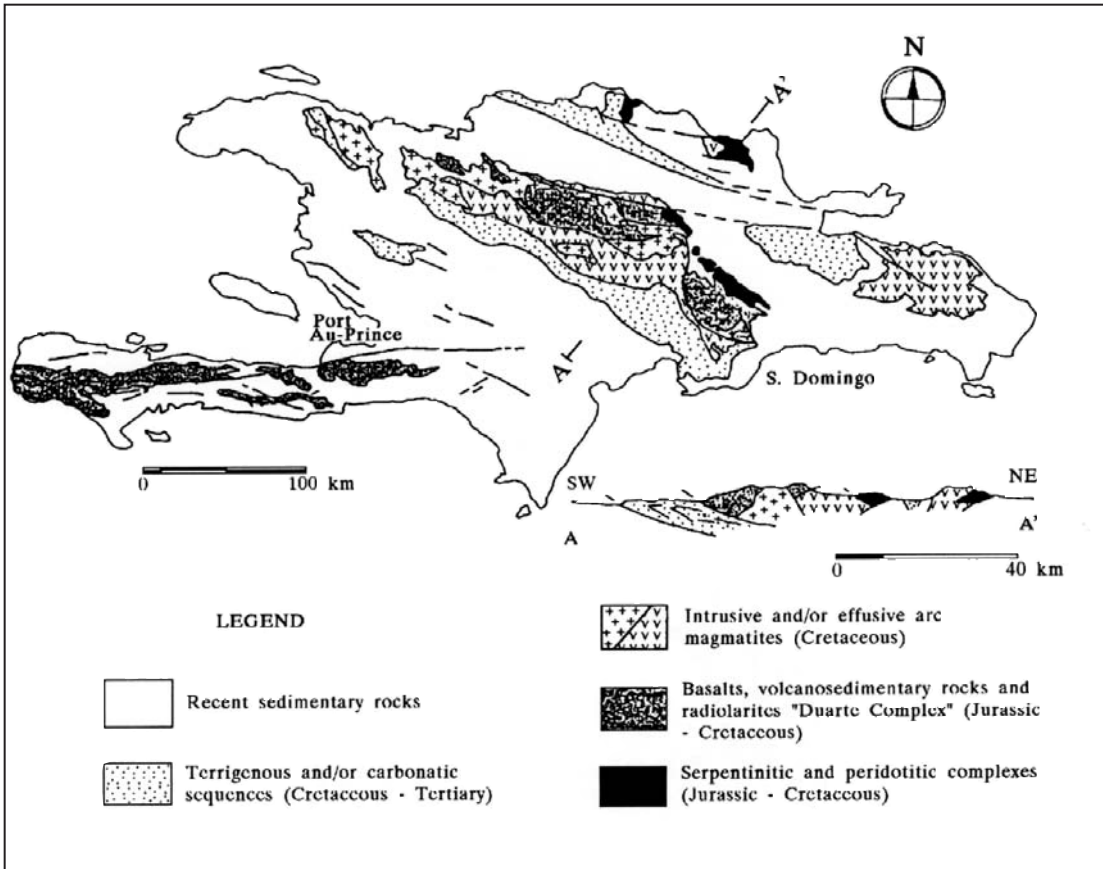 N
A'
Port
Au-Prince
A
S. Domingo
0 100 km
SW NE
A A'
0 40 km
LEGEND
Recent sedimentary rocks
Terrigenous and/or carbonatic
sequences (Cretaceous - Tertiary)
Intrusive and/or effusive arc
magmatites (Cretaceous)
Basalts, volcanosedimentary rocks and
radiolarites "Duarte Complex" (Jurassic
- Cretaceous)
Serpentinitic and peridotitic complexes
(Jurassic - Cretaceous)